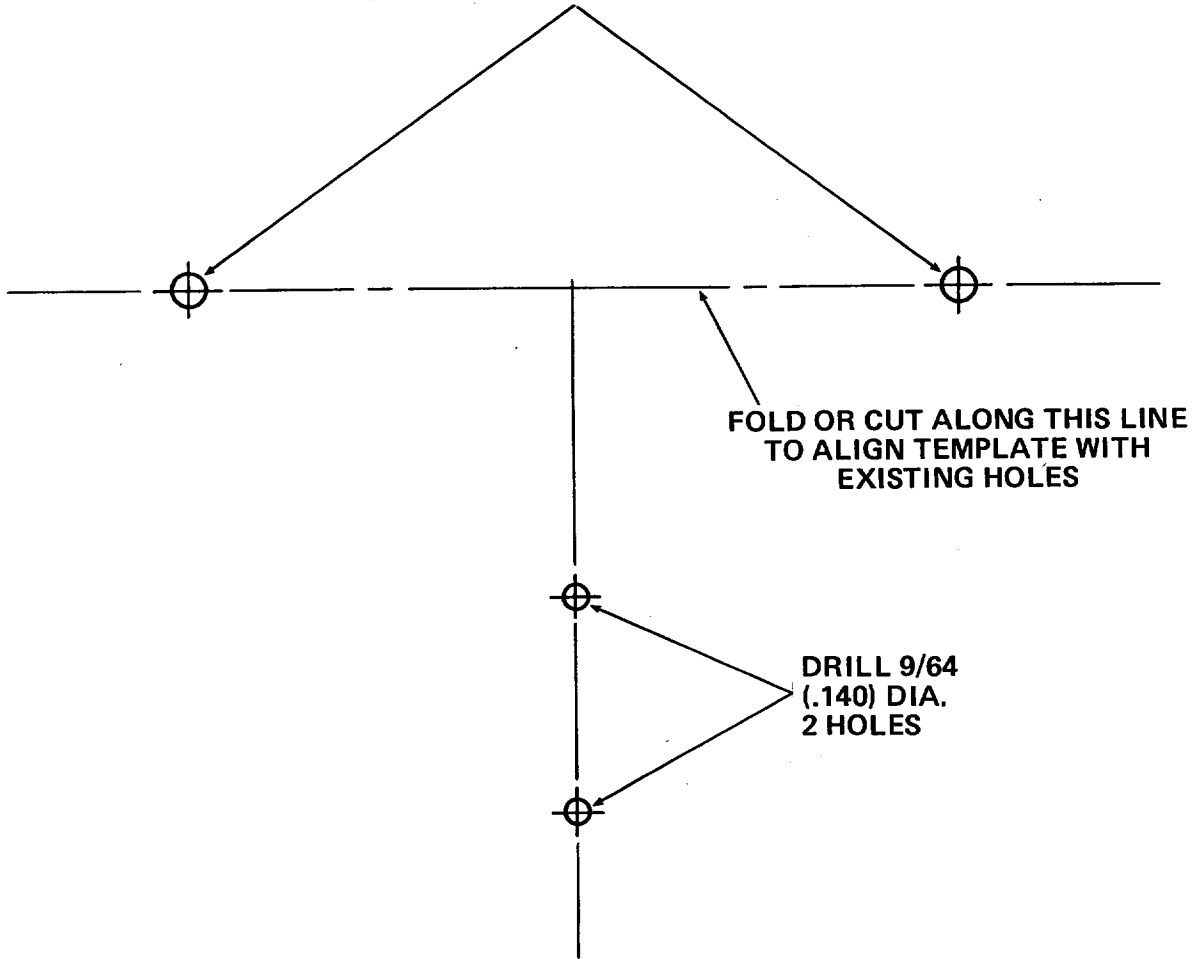 FOLD OR CUT ALONG THIS LINE
TO ALIGN TEMPLATE WITH
EXISTING HOLES
DRILL 9/64
(.140) DIA.
2 HOLES